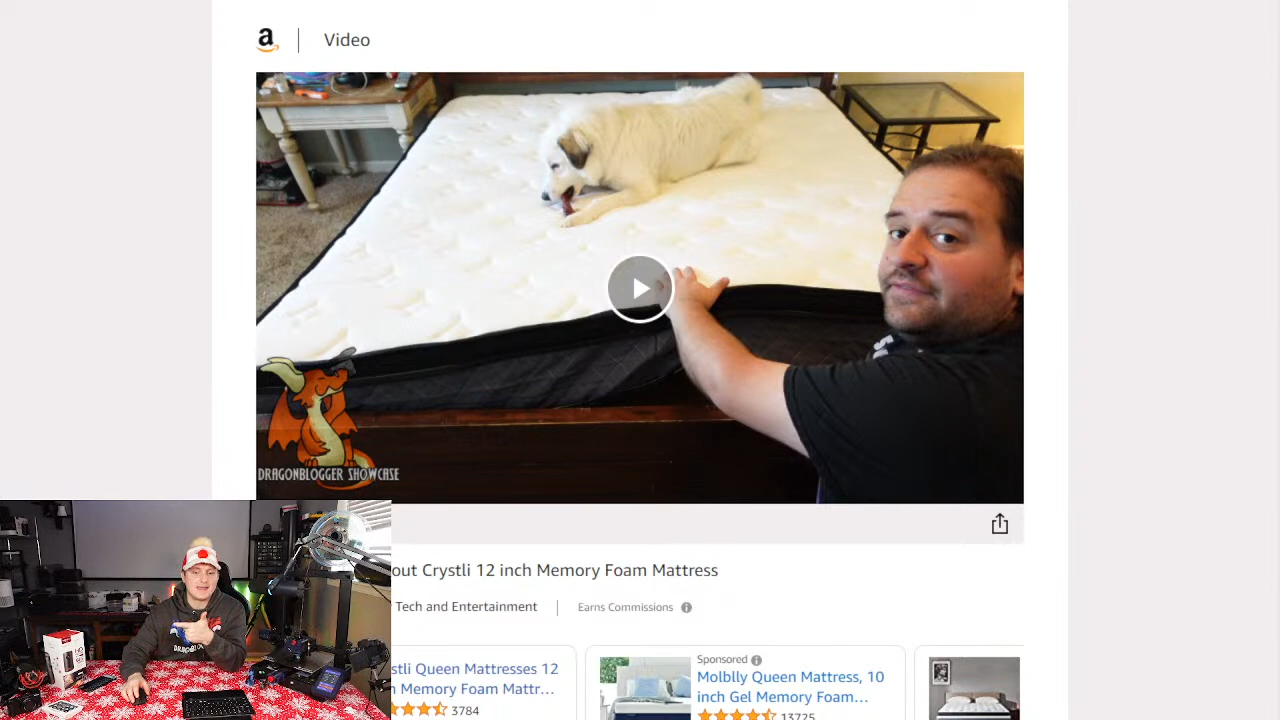 a
Video
DRAGONBLOGGER SHOWCASE
out Crystli 12 inch Memory Foam Mattress
Tech and Entertainment
Earns Commissions
stli Queen Mattresses 12
h Memory Foam Mattr...
3784
Sponsored
Molblly Queen Mattress, 10
inch Gel Memory Foam...
13725